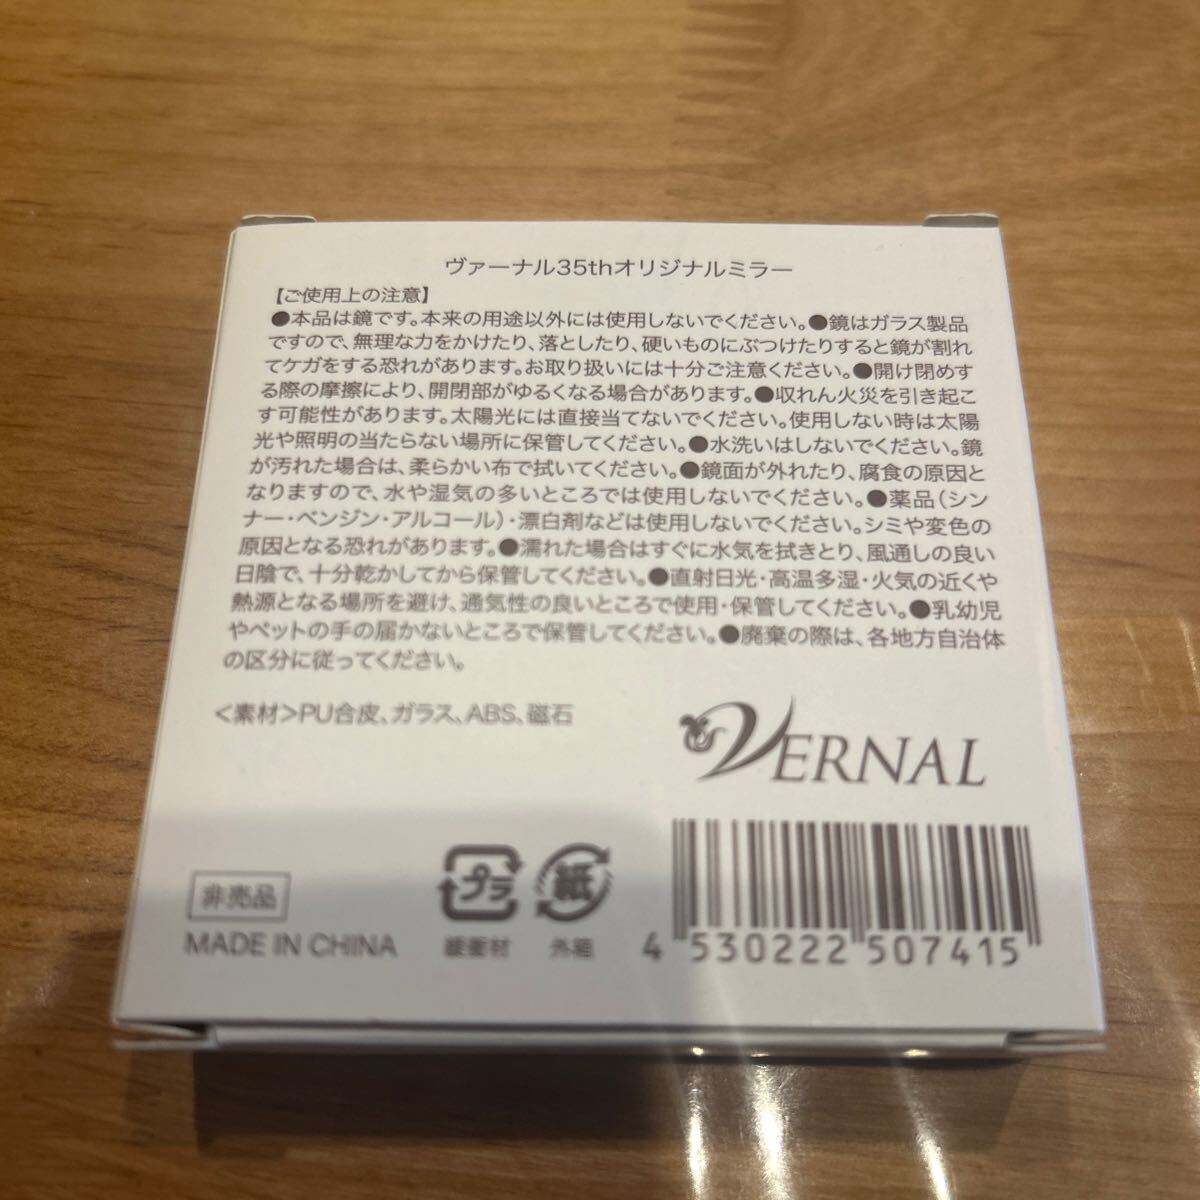 ヴァーナル35thオリジナルミラー
【ご使用上の注意】
●本品は鏡です。本来の用途以外には使用しないでください。●鏡はガラス製品
ですので、無理な力をかけたり、落としたり、硬いものにぶつけたりすると鏡が割れ
てケガをする恐れがあります。お取り扱いには十分ご注意ください。●開け閉めす
る際の摩擦により、開閉部がゆるくなる場合があります。●収れん火災を引き起こ
す可能性があります。太陽光には直接当てないでください。使用しない時は太陽
光や照明の当たらない場所に保管してください。●水洗いはしないでください。鏡
が汚れた場合は、柔らかい布で拭いてください。●鏡面が外れたり、腐食の原因と
なりますので、水や湿気の多いところでは使用しないでください。●薬品(シン
ナー・ベンジン・アルコール)・漂白剤などは使用しないでください。シミや変色の
原因となる恐れがあります。●濡れた場合はすぐに水気を拭きとり、風通しの良い
日陰で、十分乾かしてから保管してください。●直射日光・高温多湿・火気の近くや
熱源となる場所を避け、通気性の良いところで使用・保管してください。●乳幼児
やペットの手の届かないところで保管してください。●廃棄の際は、各地方自治体
の区分に従ってください。
<素材>PU合皮、ガラス、ABS、磁石
VERNAL
非売品
MADE IN CHINA
プラ
緩衝材
紙
外箱
4 530222 507415